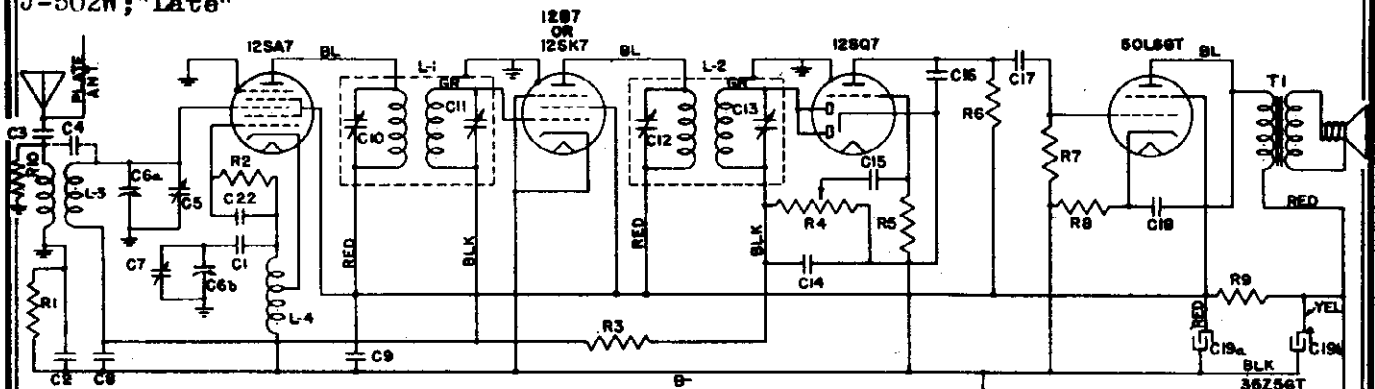 J-502W; "Late"
12B7
OR
12SK7
12SA7
12SQ7
50L6GT
BL
L-1
BL
L-2
BL
PLATE
ANT
GR
GR
C16
C17
T1
C3
C4
R10
C10
C11
C12
C13
R6
L-3
C6a
C5
R2
C22
C15
R7
R4
R5
R8
C18
RED
C7
C6b
C1
RED
BLK
RED
BLK
C14
R1
L-4
R9
RED
YEL
R3
C19a
C19b
C2
C8
C9
B-
BLK
35Z5GT